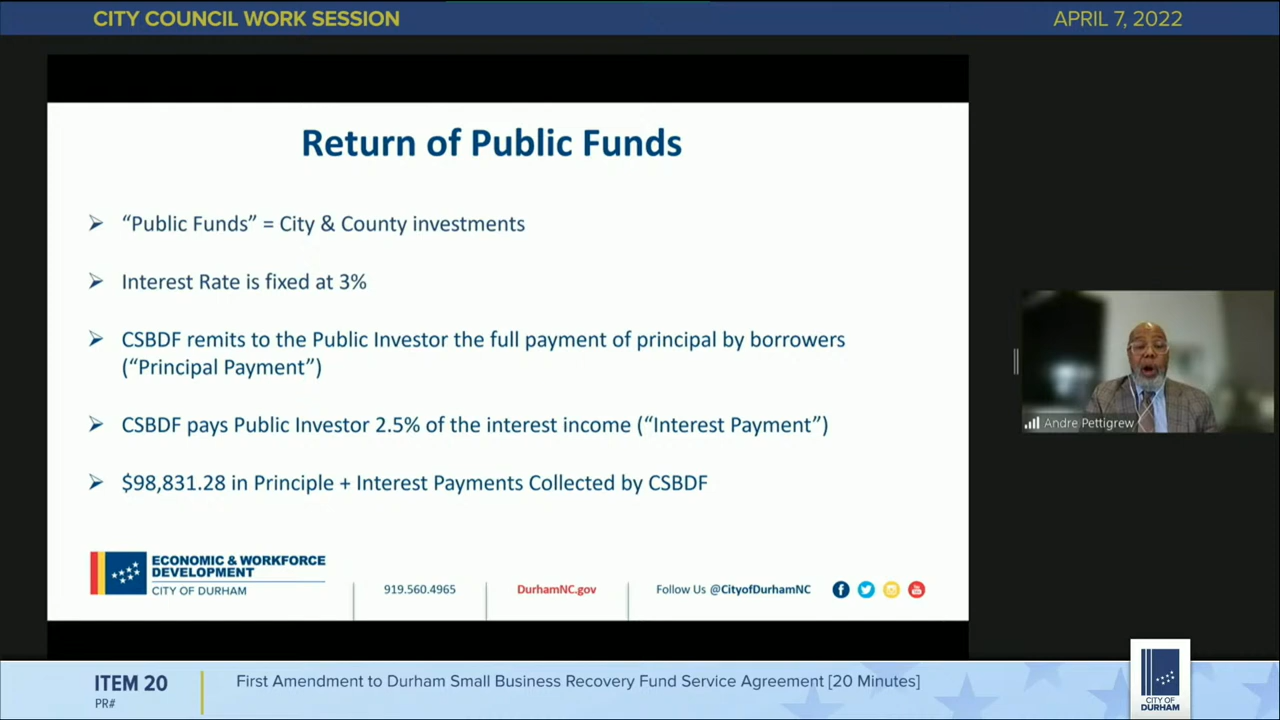 CITY COUNCIL WORK SESSION
APRIL 7, 2022
Return of Public Funds
“Public Funds” = City & County investments
Interest Rate is fixed at 3%
CSBDF remits to the Public Investor the full payment of principal by borrowers
(“Principal Payment”)
CSBDF pays Public Investor 2.5% of the interest income (“Interest Payment”)
$98,831.28 in Principle + Interest Payments Collected by CSBDF
Andre Pettigrew
ECONOMIC & WORKFORCE
DEVELOPMENT
CITY OF DURHAM
919.560.4965
DurhamNC.gov
Follow Us @CityofDurhamNC
ITEM 20
PR#
First Amendment to Durham Small Business Recovery Fund Service Agreement [20 Minutes]
CITY OF
DURHAM